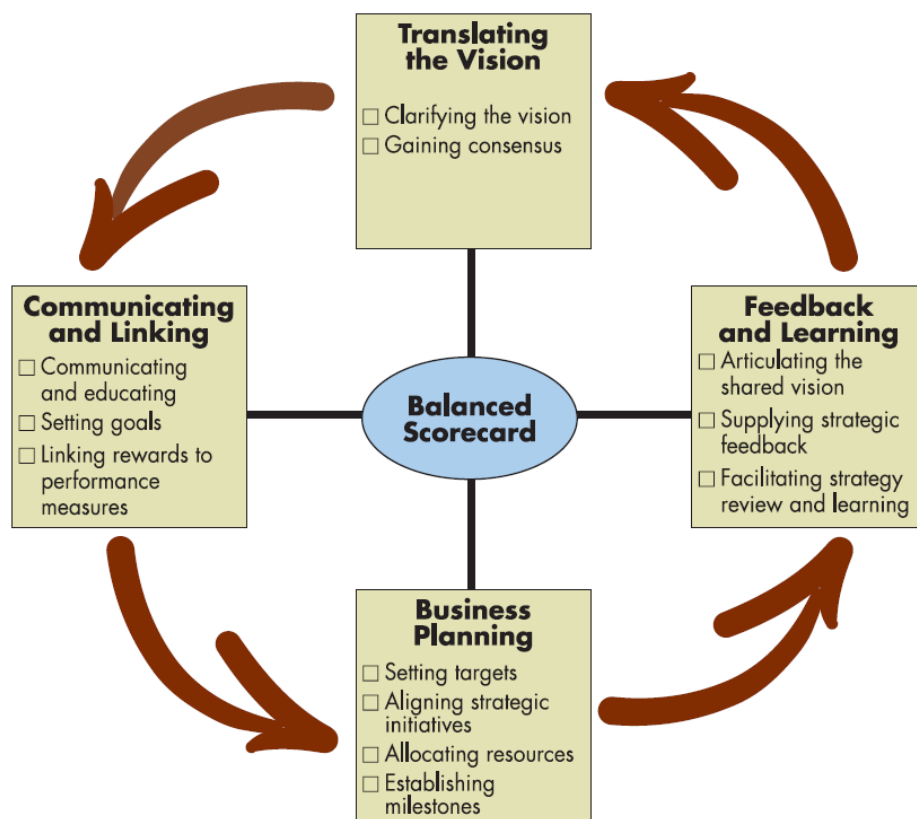 Translating
the Vision
□ Clarifying the vision
□ Gaining consensus
Communicating
and Linking
□ Communicating
and educating
□ Setting goals
□ Linking rewards to
performance
measures
Balanced
Scorecard
Feedback
and Learning
□ Articulating the
shared vision
□ Supplying strategic
feedback
□ Facilitating strategy
review and learning
Business
Planning
□ Setting targets
□ Aligning strategic
initiatives
□ Allocating resources
□ Establishing
milestones